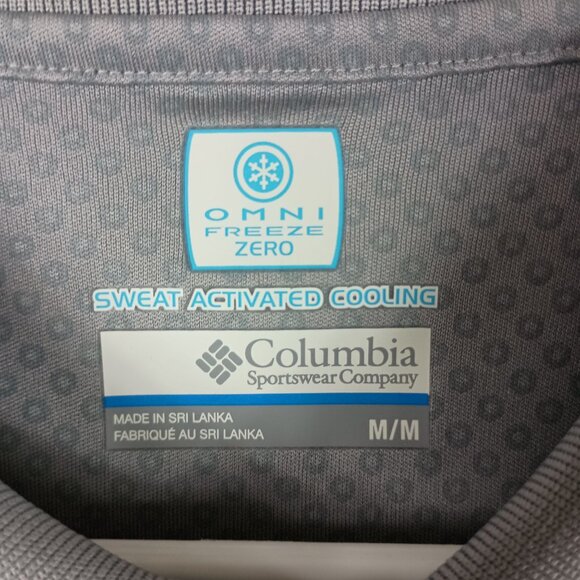 OMNI
FREEZE
ZERO
SWEAT ACTIVATED COOLING
Columbia
Sportswear Company
MADE IN SRI LANKA
FABRIQUÉ AU SRI LANKA
M/M